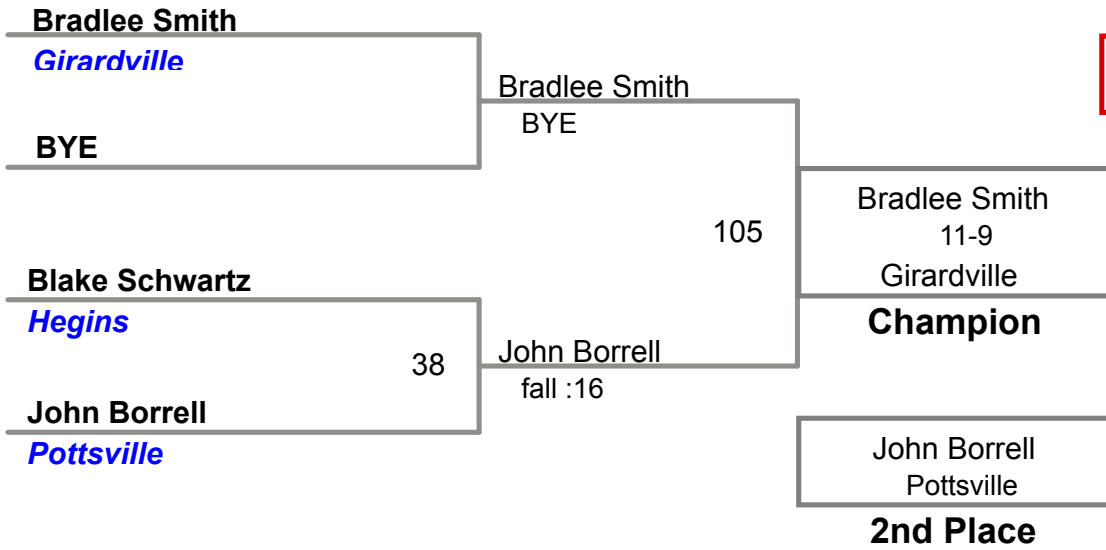 Bradlee Smith
Girardville
BYE
Bradlee Smith
BYE
Blake Schwartz
Hegins
38
John Borrell
Pottsville
John Borrell
fall :16
105
Bradlee Smith
11-9
Girardville
Champion
John Borrell
Pottsville
2nd Place